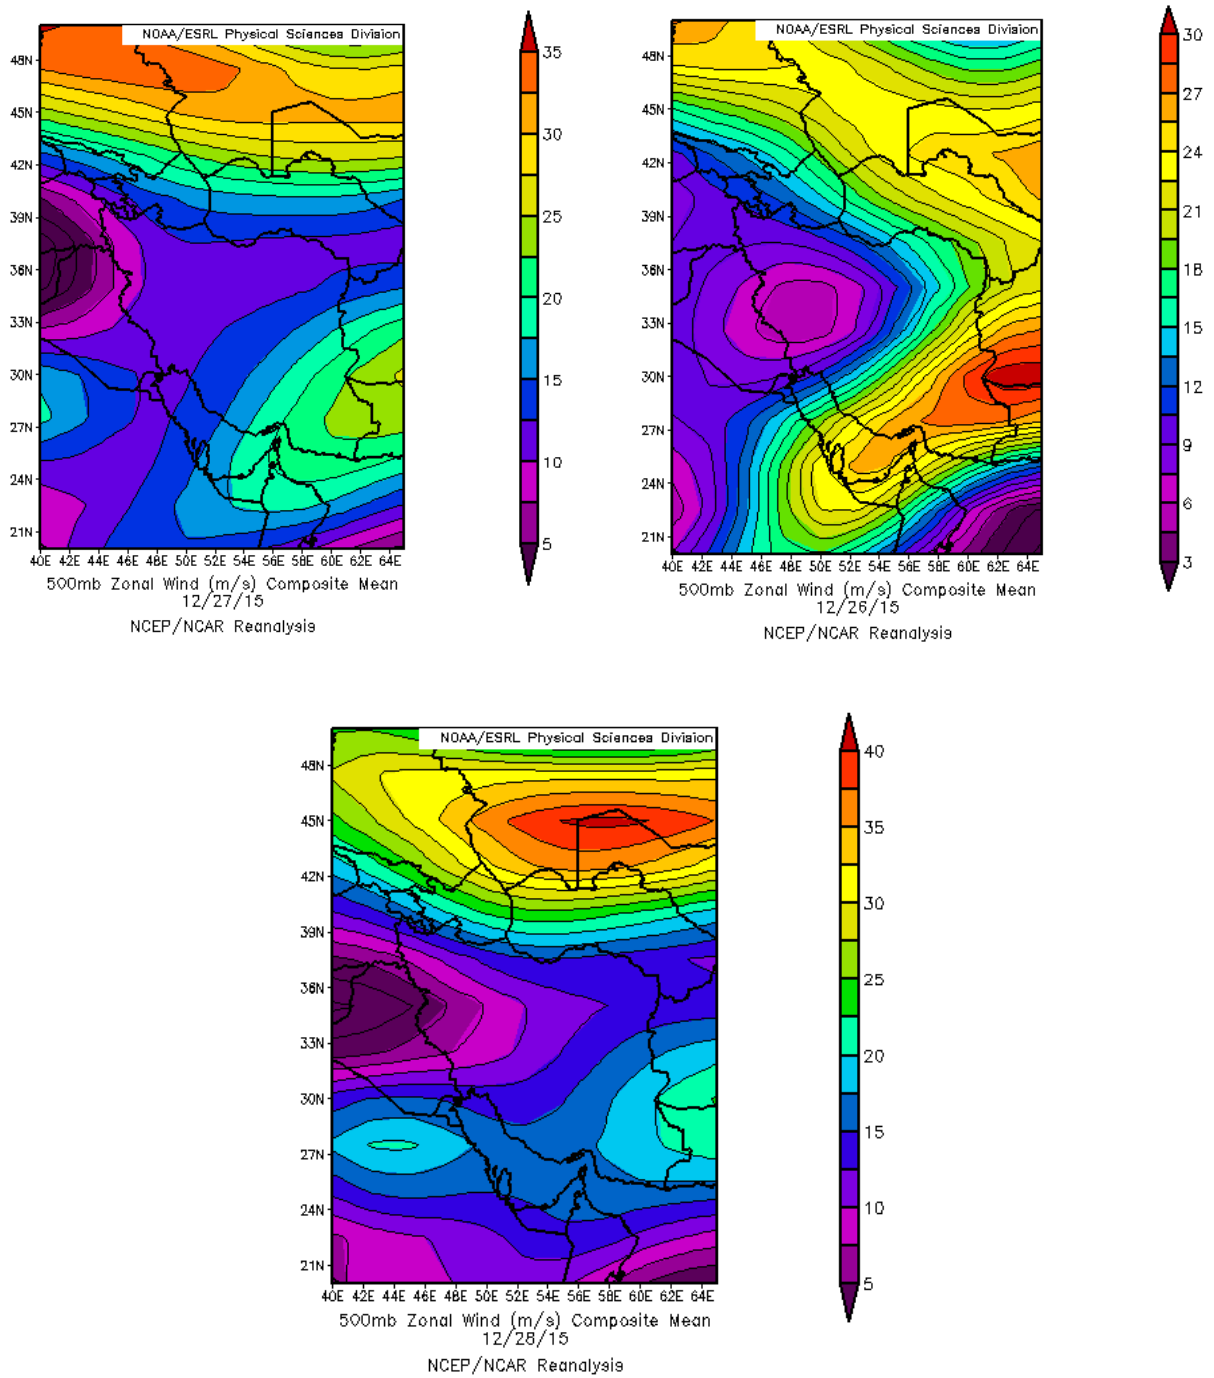 NOAA/ESRL Physical Sciences Division
48N
45N
42N
39N
36N
33N
30N
27N
24N
21N
40E 42E 44E 46E 48E 50E 52E 54E 56E 58E 60E 62E 64E
35
30
25
20
15
10
5
500mb Zonal Wind (m/s) Composite Mean
12/27/15
NCEP/NCAR Reanalysis
NOAA/ESRL Physical Sciences Division
48N
45N
42N
39N
36N
33N
30N
27N
24N
21N
40E 42E 44E 46E 48E 50E 52E 54E 56E 58E 60E 62E 64E
30
27
24
21
18
15
12
9
6
3
500mb Zonal Wind (m/s) Composite Mean
12/26/15
NCEP/NCAR Reanalysis
NOAA/ESRL Physical Sciences Division
48N
45N
42N
39N
36N
33N
30N
27N
24N
21N
40E 42E 44E 46E 48E 50E 52E 54E 56E 58E 60E 62E 64E
40
35
30
25
20
15
10
5
500mb Zonal Wind (m/s) Composite Mean
12/28/15
NCEP/NCAR Reanalysis